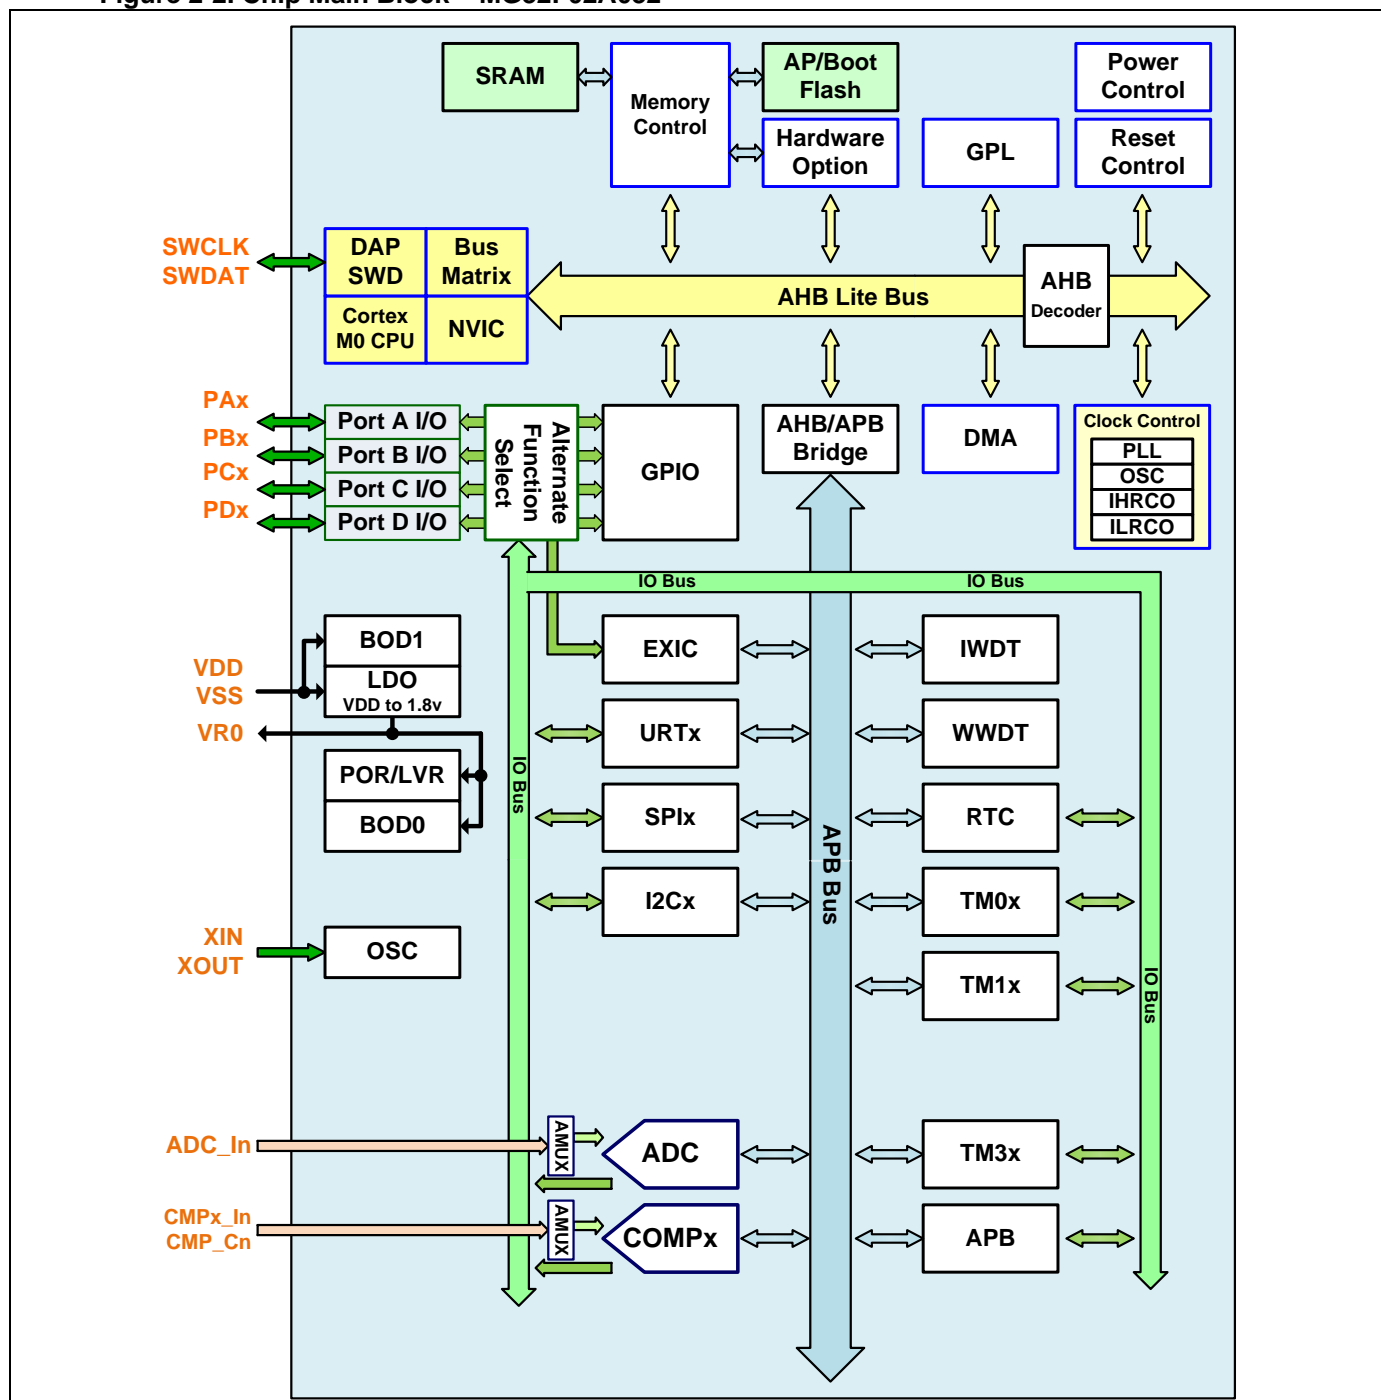 SRAM
Memory
Control
AP/Boot
Flash
Power
Control
Hardware
Option
GPL
Reset
Control
SWCLK
SWDAT
DAP
SWD
Bus
Matrix
Cortex
M0 CPU
NVIC
AHB Lite Bus
AHB
Decoder
PAx
PBx
PCx
PDx
Port A I/O
Port B I/O
Port C I/O
Port D I/O
Alternate
Function
Select
GPIO
AHB/APB
Bridge
DMA
Clock Control
PLL
OSC
IHRCO
ILRCO
IO Bus
IO Bus
VDD
VSS
VR0
BOD1
LDO
VDD to 1.8v
POR/LVR
BOD0
EXIC
IWDT
URTx
WWDT
IO Bus
SPIx
RTC
APB Bus
I2Cx
TM0x
XIN
XOUT
OSC
TM1x
IO Bus
ADC_In
AMUX
ADC
TM3x
CMPx_In
CMP_Cn
AMUX
COMPx
APB